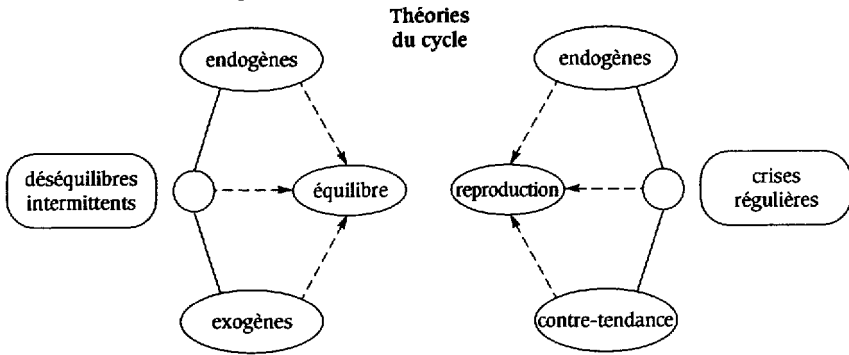 Théories
du cycle
endogènes
endogènes
déséquilibres
intermittents
équilibre
reproduction
crises
régulières
exogènes
contre-tendance